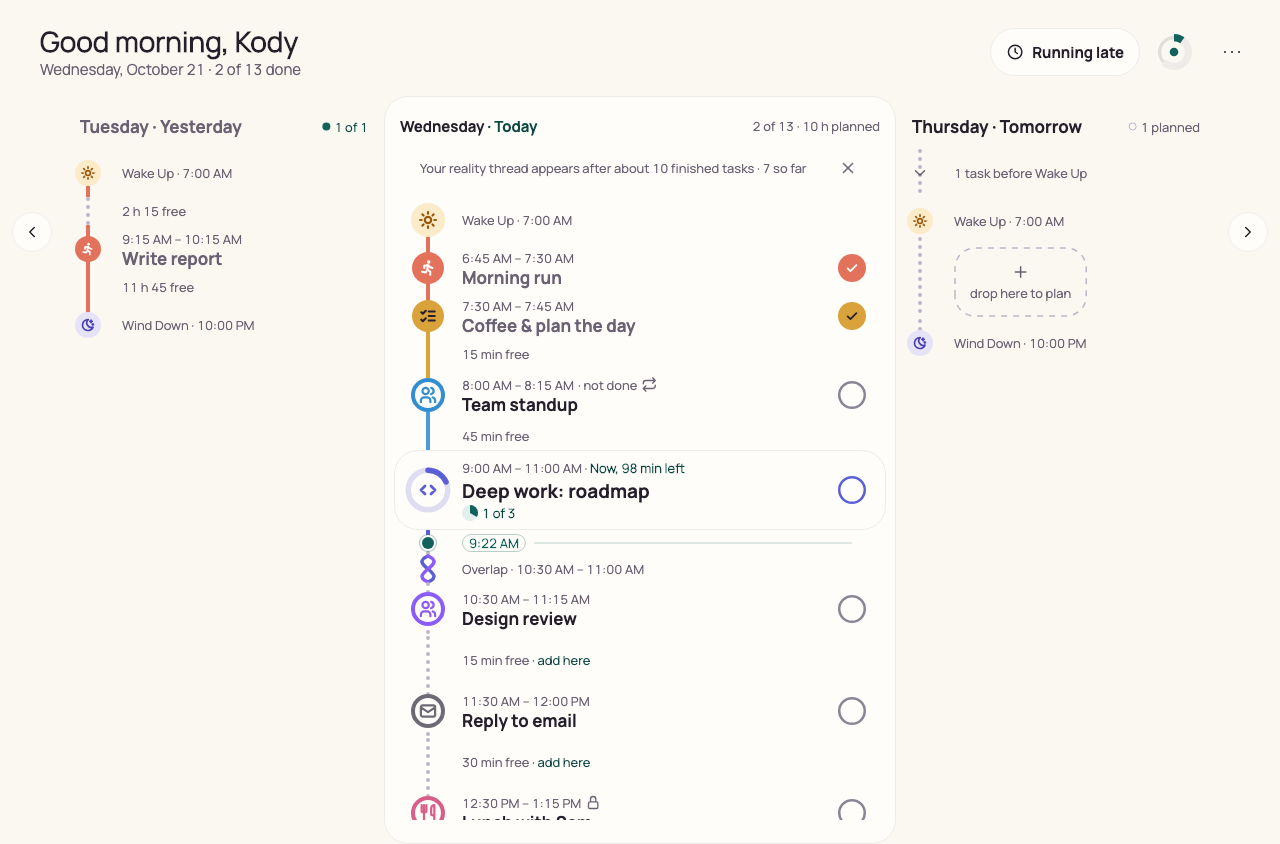 Good morning, Kody
Wednesday, October 21 · 2 of 13 done
Running late
Tuesday · Yesterday
1 of 1
Wake Up · 7:00 AM
2 h 15 free
9:15 AM – 10:15 AM
Write report
11 h 45 free
Wind Down · 10:00 PM
Wednesday · Today
2 of 13 · 10 h planned
Your reality thread appears after about 10 finished tasks · 7 so far
Wake Up · 7:00 AM
6:45 AM – 7:30 AM
Morning run
7:30 AM – 7:45 AM
Coffee & plan the day
15 min free
8:00 AM – 8:15 AM · not done
Team standup
45 min free
9:00 AM – 11:00 AM · Now, 98 min left
Deep work: roadmap
1 of 3
9:22 AM
Overlap · 10:30 AM – 11:00 AM
10:30 AM – 11:15 AM
Design review
15 min free · add here
11:30 AM – 12:00 PM
Reply to email
30 min free · add here
12:30 PM – 1:15 PM
Lunch with Sam
Thursday · Tomorrow
1 planned
1 task before Wake Up
Wake Up · 7:00 AM
drop here to plan
Wind Down · 10:00 PM